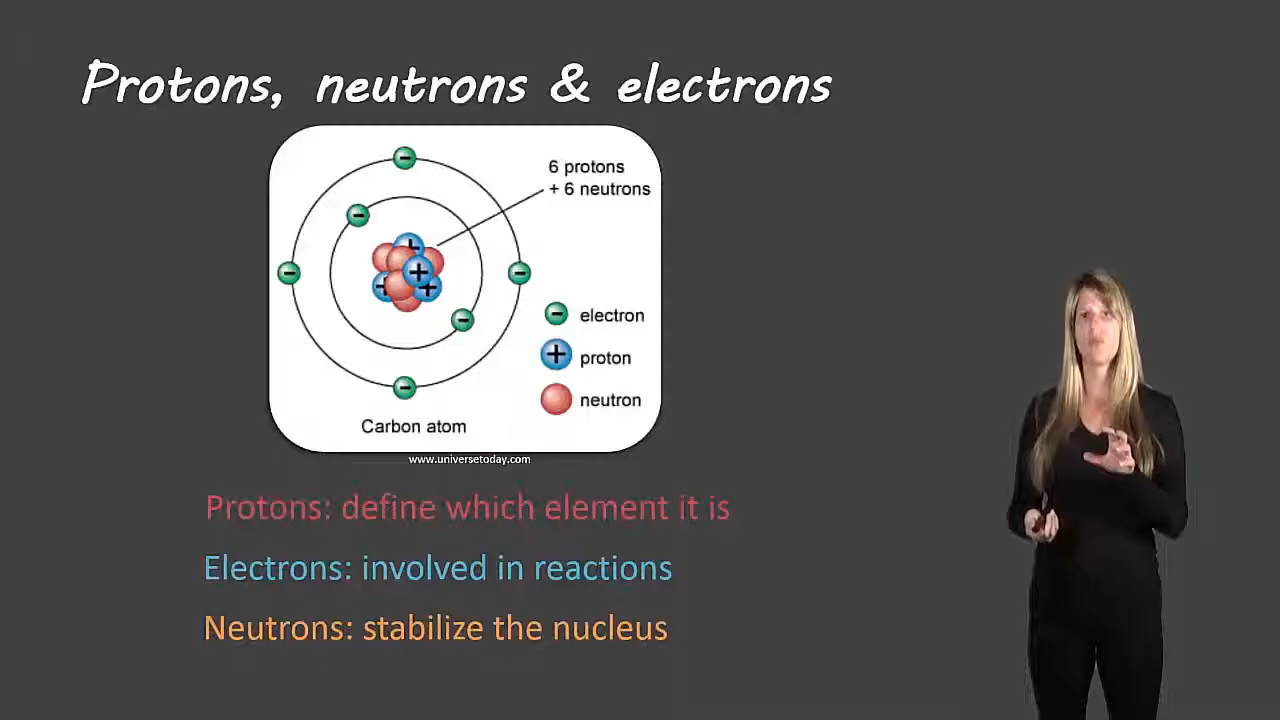 Protons, neutrons & electrons
6 protons
+ 6 neutrons
electron
proton
neutron
Carbon atom
www.universetoday.com
Protons: define which element it is
Electrons: involved in reactions
Neutrons: stabilize the nucleus